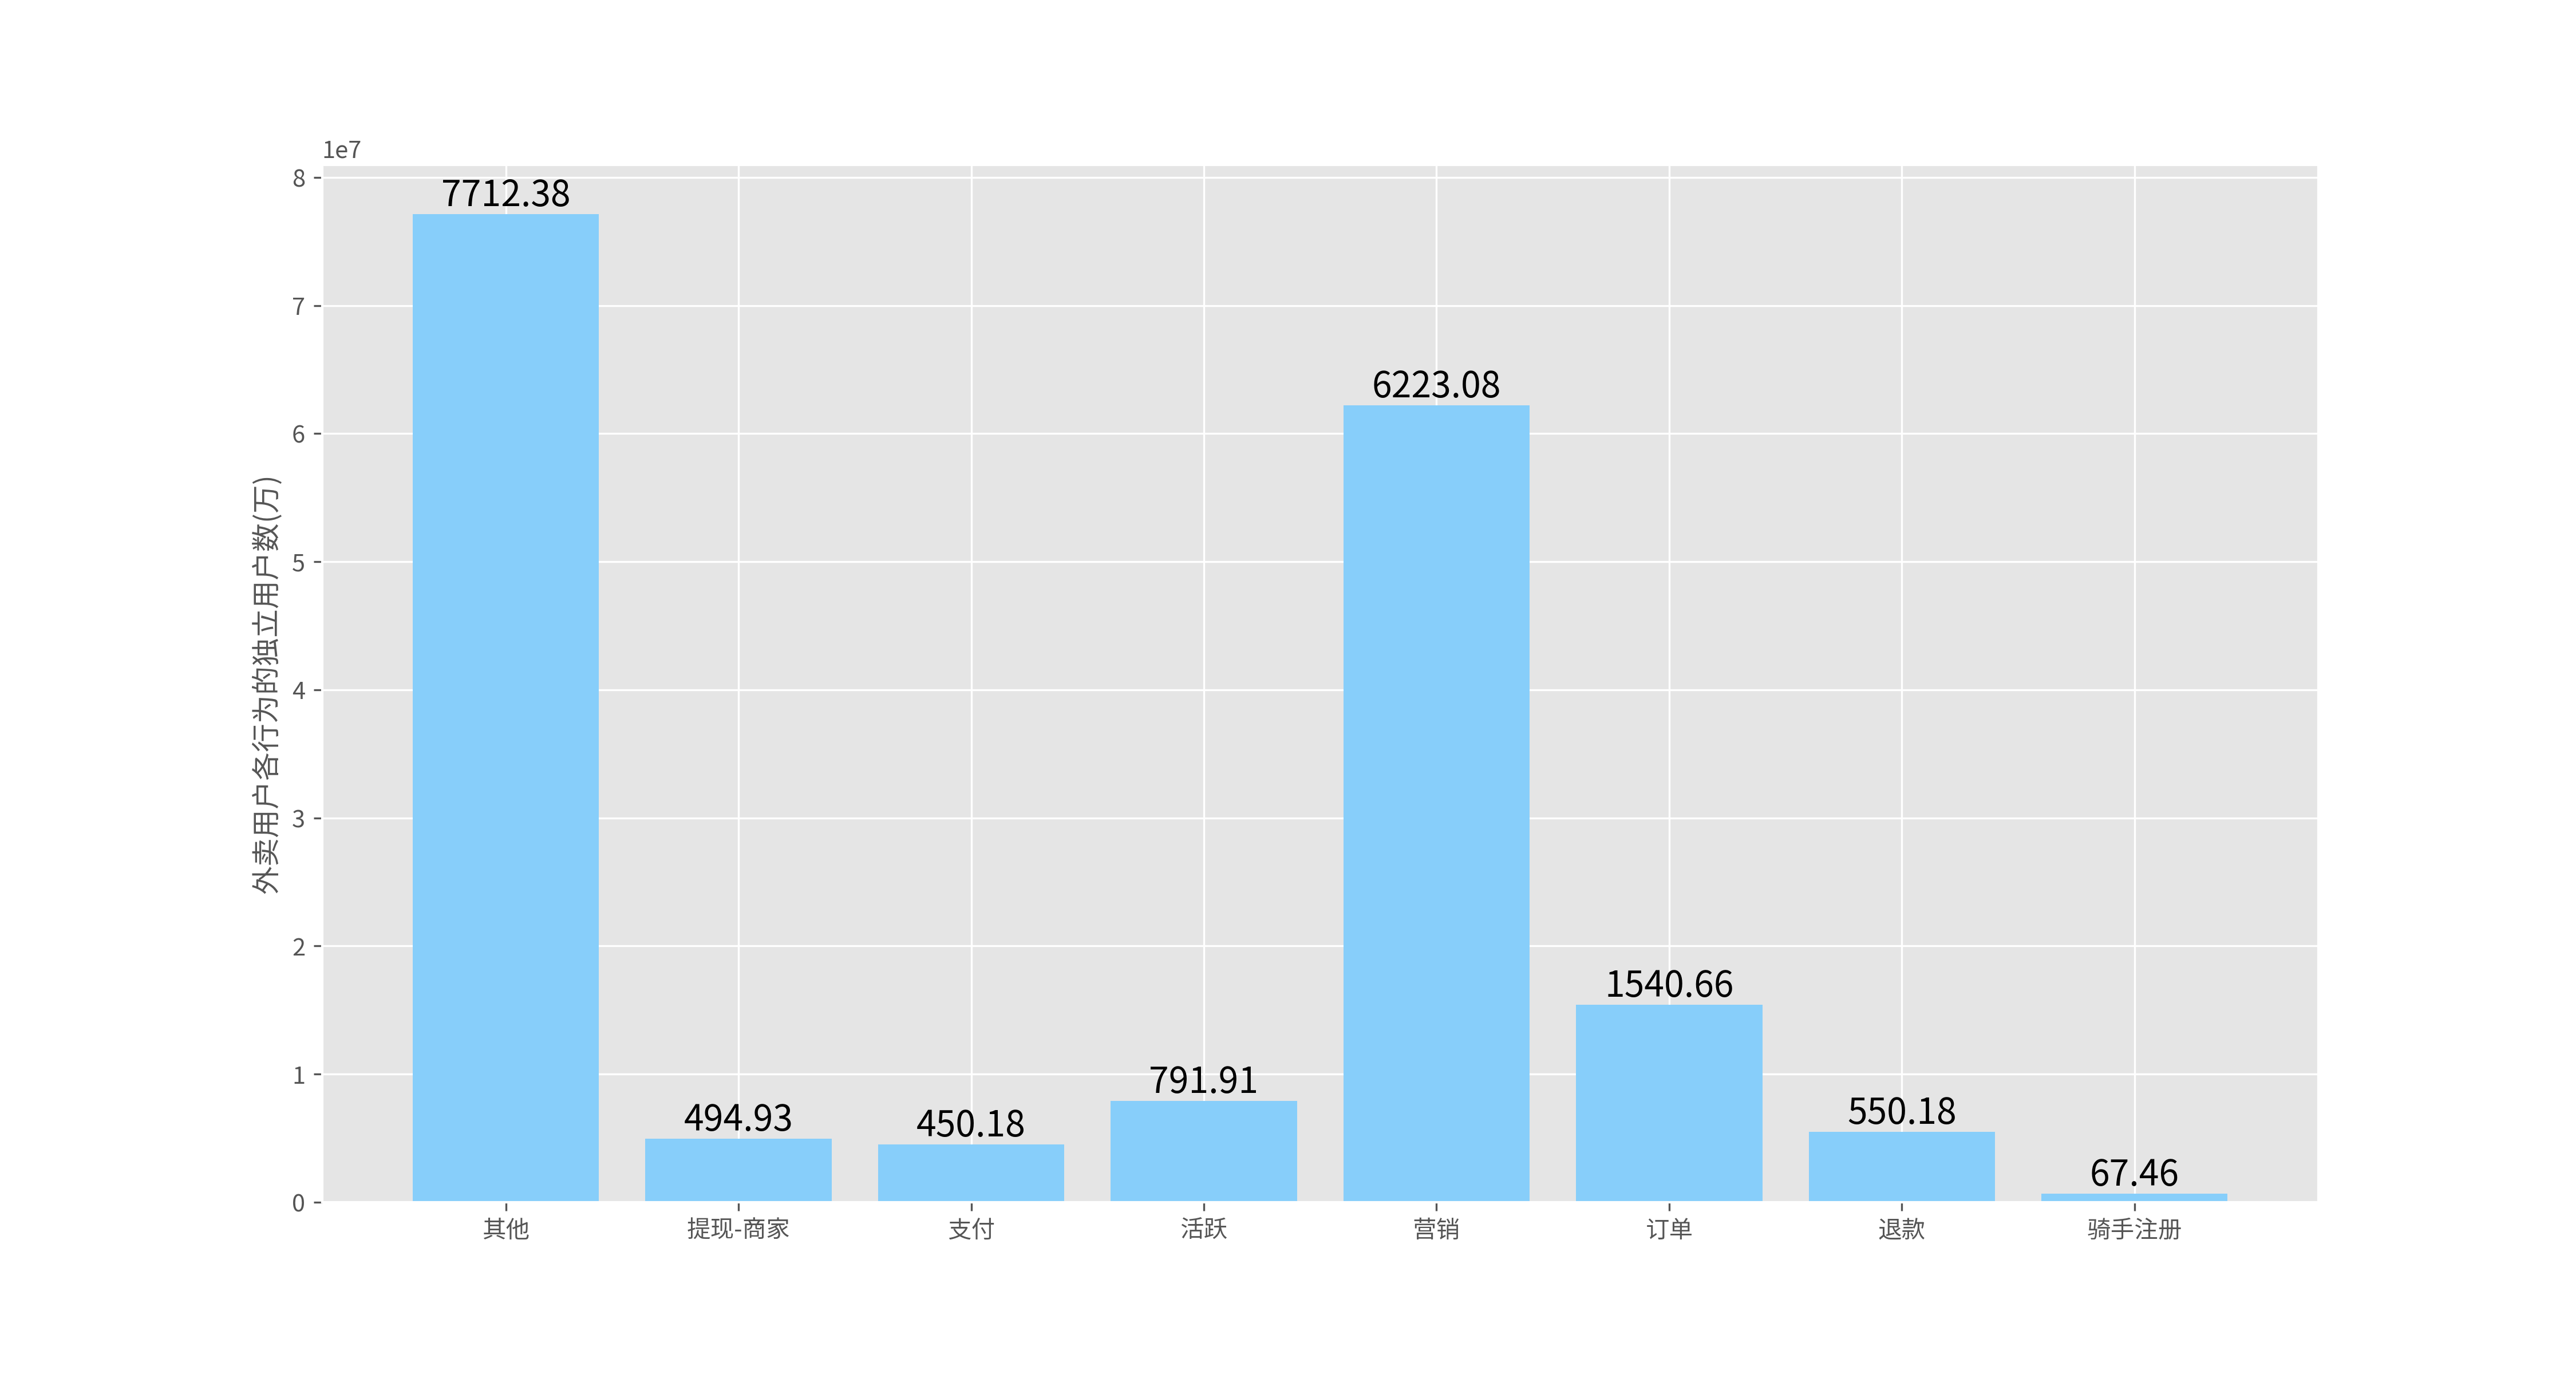 1e7
8
7
6
5
4
3
2
1
0
外卖用户各行为的独立用户数(万)
7712.38
494.93
450.18
791.91
6223.08
1540.66
550.18
67.46
其他
提现-商家
支付
活跃
营销
订单
退款
骑手注册